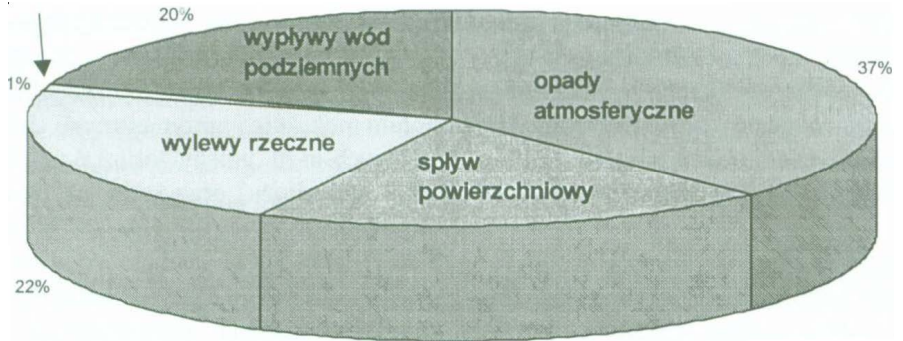 20%
wypływy wód
podziemnych
37%
opady
atmosferyczne
1%
wylewy rzeczne
spływ
powierzchniowy
22%